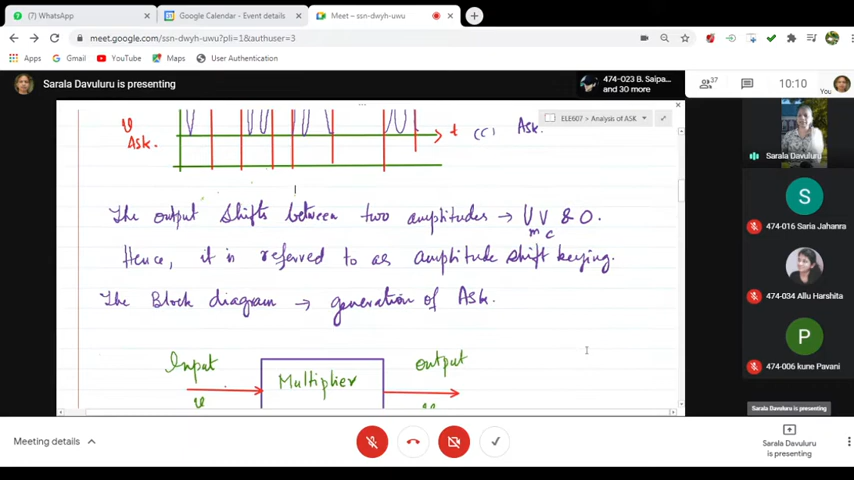 (7) WhatsApp
Google Calendar - Event details
Meet – ssn-dwyh-uwu
meet.google.com/ssn-dwyh-uwu?pli=1&authuser=3
Apps
Gmail
YouTube
Maps
User Authentication
Sarala Davuluru is presenting
474-023 B. Saipa...
and 30 more
37
10:10
You
v
Ask.
t
(c)
Ask.
ELE607 > Analysis of ASK
Sarala Davuluru
The output shifts between two amplitudes → VmVc & 0.
Hence, it is referred to as amplitude shift keying.
The Block diagram → generation of Ask.
Input
output
Multiplier
v
S
474-016 Saria Jahanra
474-034 Allu Harshita
P
474-006 kune Pavani
Sarala Davuluru is presenting
Meeting details
Sarala Davuluru
is presenting